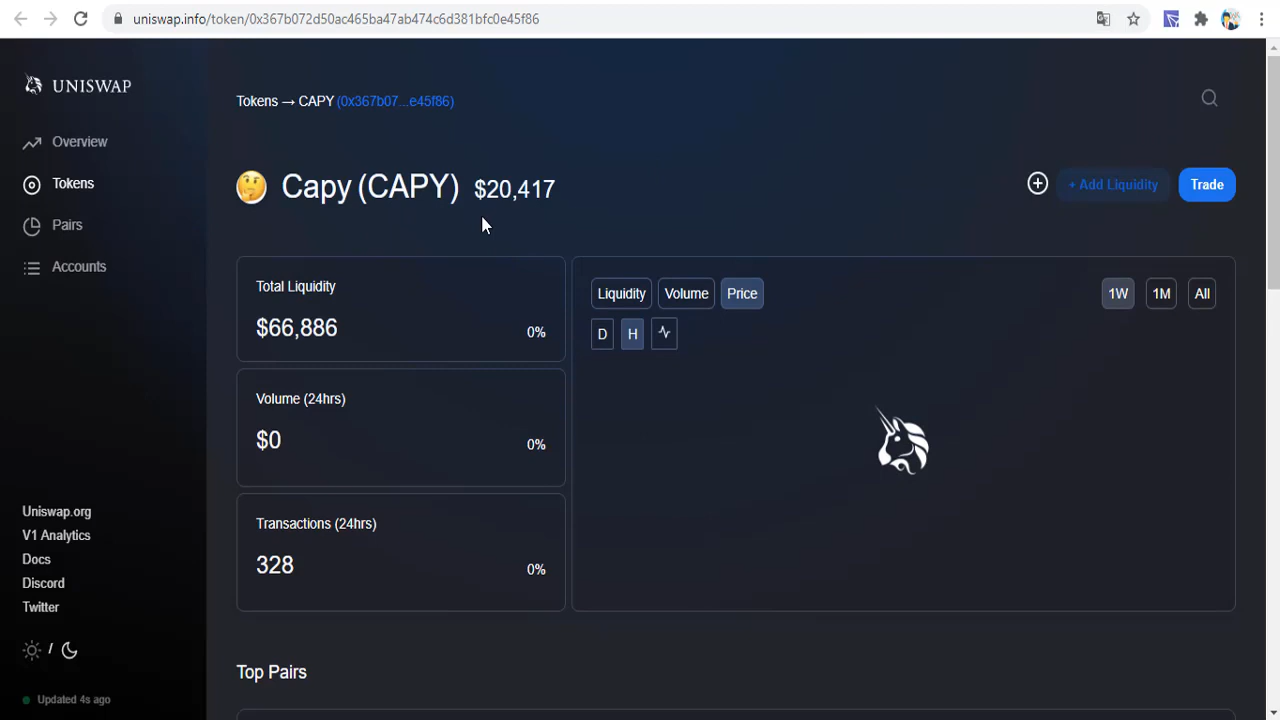 uniswap.info/token/0x367b072d50ac465ba47ab474c6d381bfc0e45f86
UNISWAP
Overview
Tokens
Pairs
Accounts
Uniswap.org
V1 Analytics
Docs
Discord
Twitter
/
Updated 4s ago
Tokens → CAPY (0x367b07...e45f86)
Capy (CAPY) $20,417
+ Add Liquidity
Trade
Total Liquidity
$66,886 0%
Volume (24hrs)
$0 0%
Transactions (24hrs)
328 0%
Liquidity Volume Price
1W 1M All
D H
Top Pairs